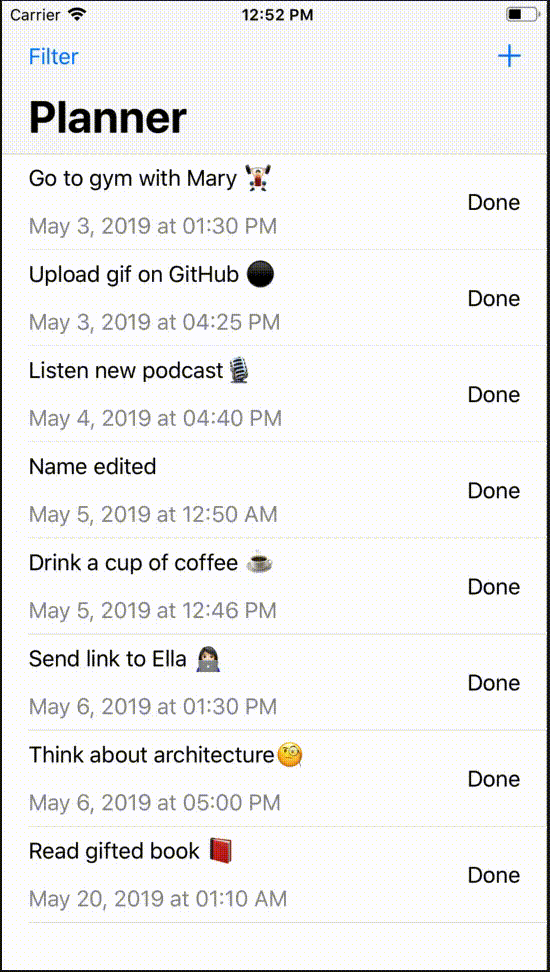 Carrier 12:52 PM
Filter +
Planner
Go to gym with Mary 🏋️
May 3, 2019 at 01:30 PM
Done
Upload gif on GitHub ⚫
May 3, 2019 at 04:25 PM
Done
Listen new podcast🎙️
May 4, 2019 at 04:40 PM
Done
Name edited
May 5, 2019 at 12:50 AM
Done
Drink a cup of coffee ☕
May 5, 2019 at 12:46 PM
Done
Send link to Ella 👩‍💻
May 6, 2019 at 01:30 PM
Done
Think about architecture🧐
May 6, 2019 at 05:00 PM
Done
Read gifted book 📕
May 20, 2019 at 01:10 AM
Done